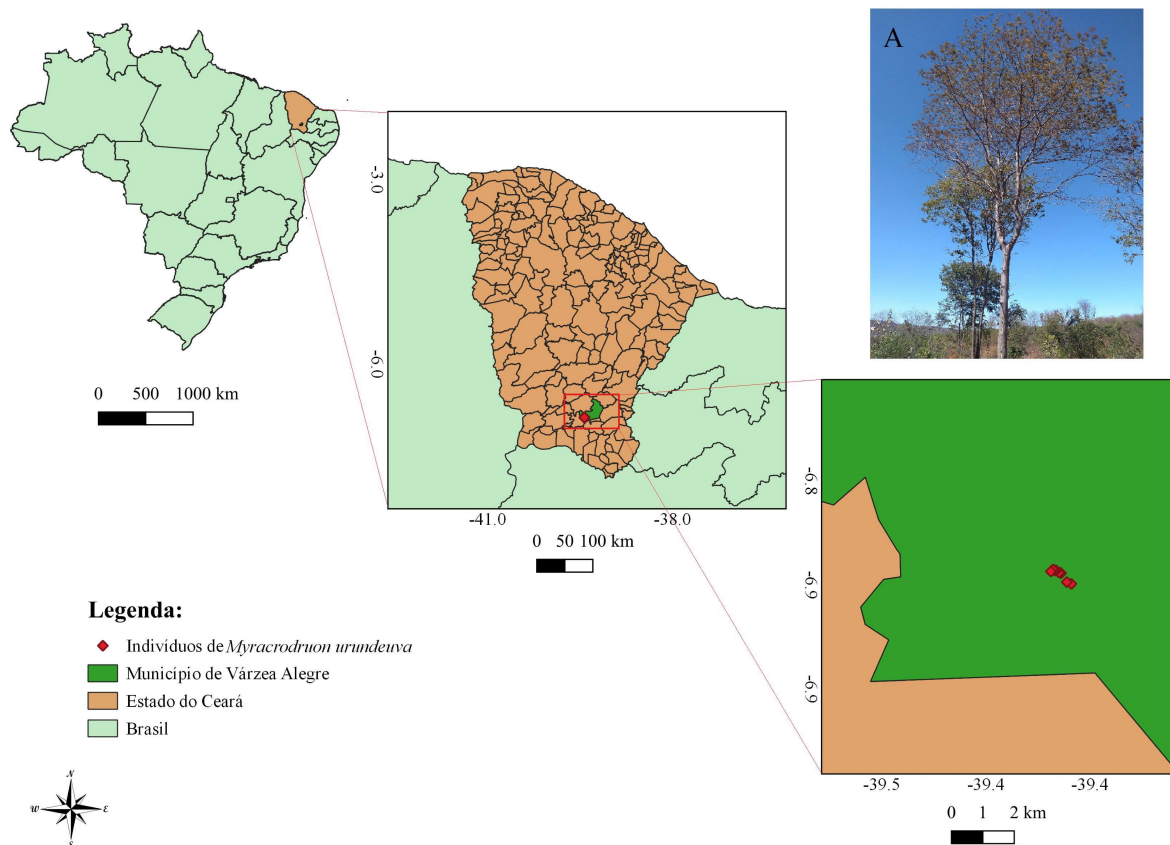 A
0 500 1000 km
-3.0
-6.0
-41.0 -38.0
0 50 100 km
-6.8
-6.9
-6.9
-39.5 -39.4 -39.4
0 1 2 km
Legenda:
Indivíduos de Myracrodruon urundeuva
Município de Várzea Alegre
Estado do Ceará
Brasil
N
W E
S